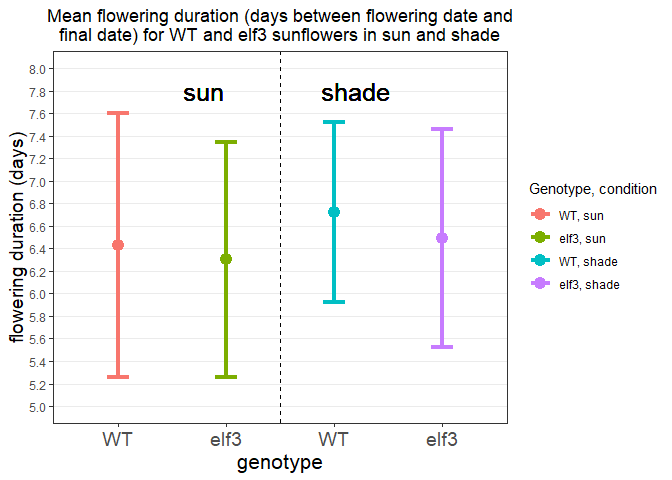 Mean flowering duration (days between flowering date and
final date) for WT and elf3 sunflowers in sun and shade
sun
shade
flowering duration (days)
8.0
7.8
7.6
7.4
7.2
7.0
6.8
6.6
6.4
6.2
6.0
5.8
5.6
5.4
5.2
5.0
WT
elf3
WT
elf3
genotype
Genotype, condition
WT, sun
elf3, sun
WT, shade
elf3, shade